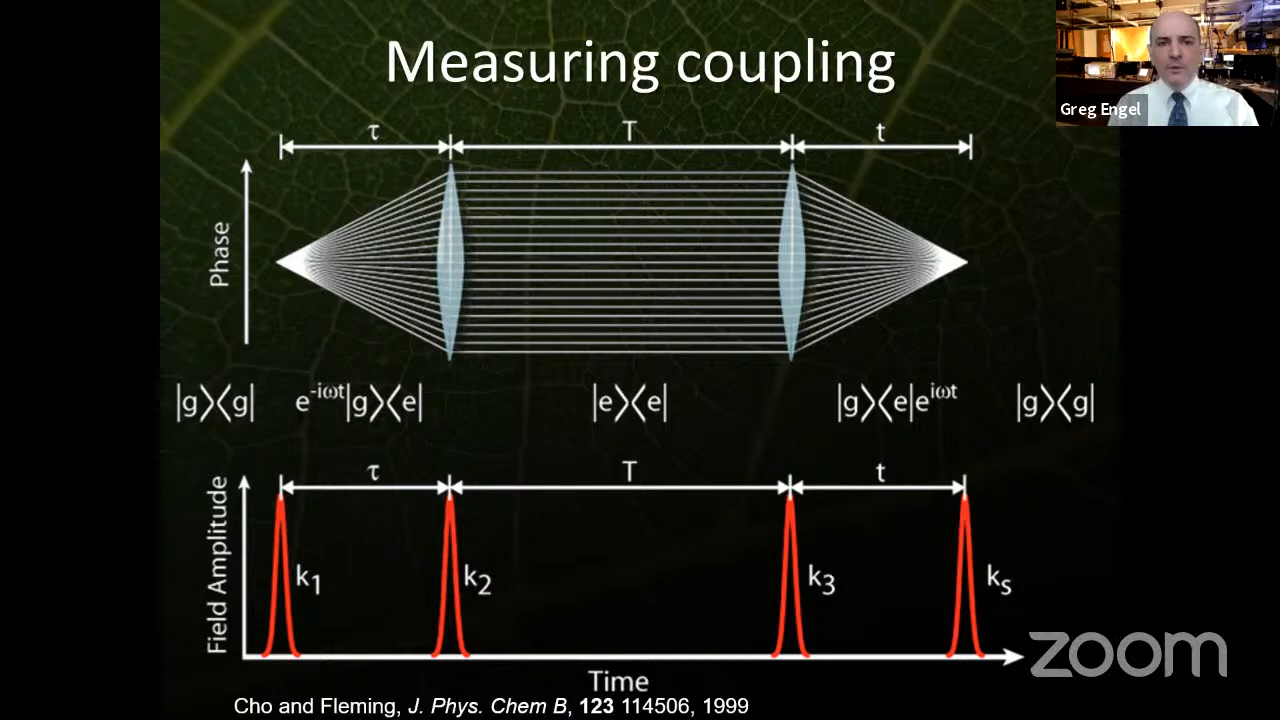 Measuring coupling
Greg Engel
τ T t
Phase
|g⟩⟨g| e-iωt|g⟩⟨e| |e⟩⟨e| |g⟩⟨e|eiωt |g⟩⟨g|
τ T t
Field Amplitude
k1 k2 k3 ks
zoom
Time
Cho and Fleming, J. Phys. Chem B, 123 114506, 1999